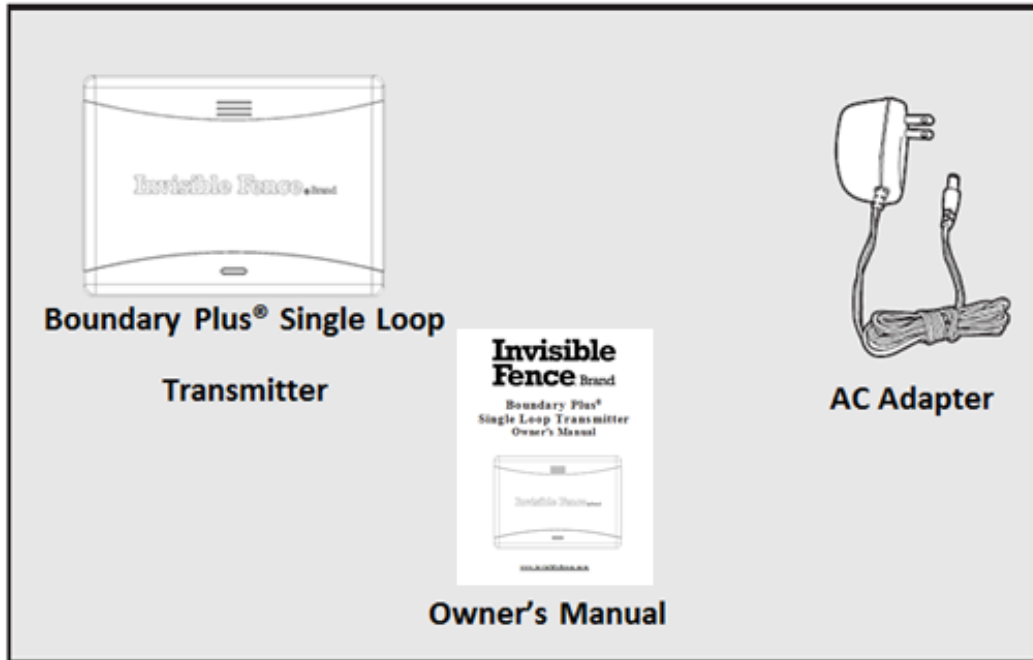 Invisible Fence® Brand
Boundary Plus® Single Loop
Transmitter
Invisible
Fence Brand
Boundary Plus®
Single Loop Transmitter
Owner's Manual
Invisible Fence
Owner's Manual
AC Adapter